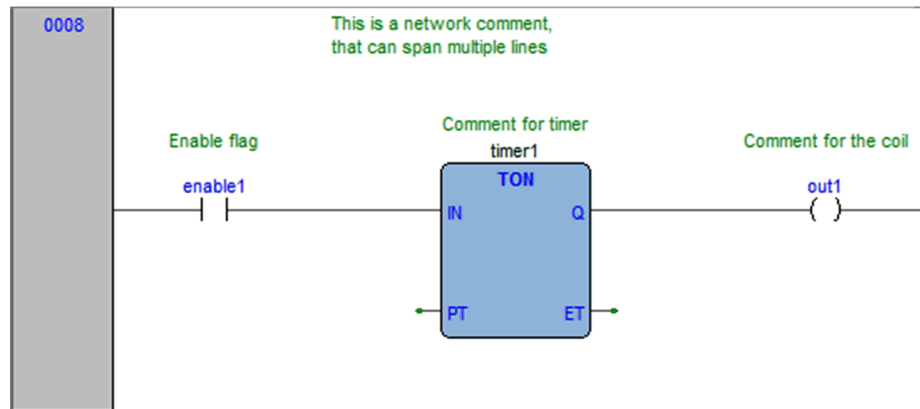 0008
This is a network comment,
that can span multiple lines
Enable flag
Comment for timer
Comment for the coil
enable1
timer1
out1
TON
IN
Q
PT
ET